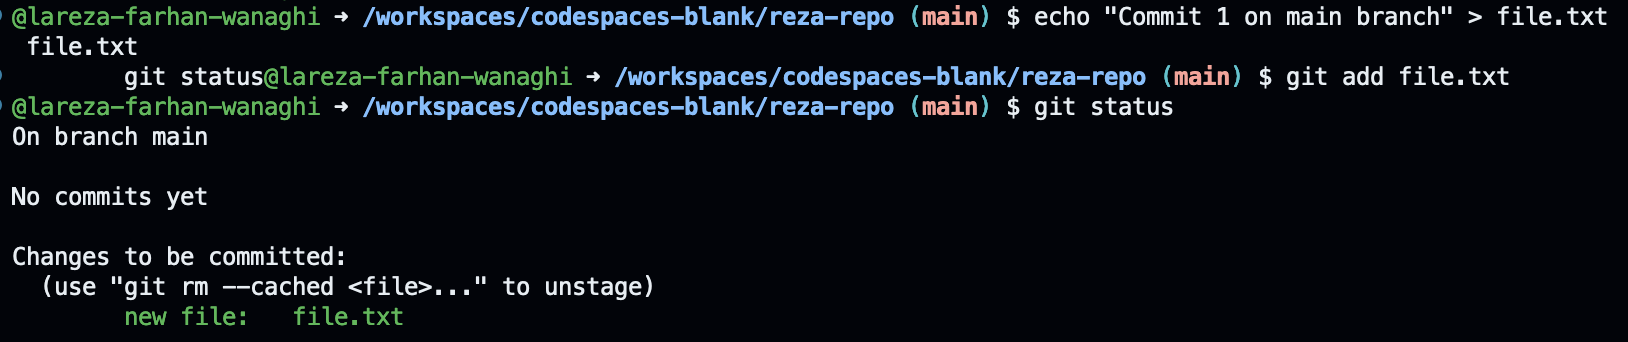 @lareza-farhan-wanaghi ➜ /workspaces/codespaces-blank/reza-repo (main) $ echo "Commit 1 on main branch" > file.txt
file.txt
git status@lareza-farhan-wanaghi ➜ /workspaces/codespaces-blank/reza-repo (main) $ git add file.txt
@lareza-farhan-wanaghi ➜ /workspaces/codespaces-blank/reza-repo (main) $ git status
On branch main
No commits yet
Changes to be committed:
(use "git rm --cached <file>..." to unstage)
new file: file.txt